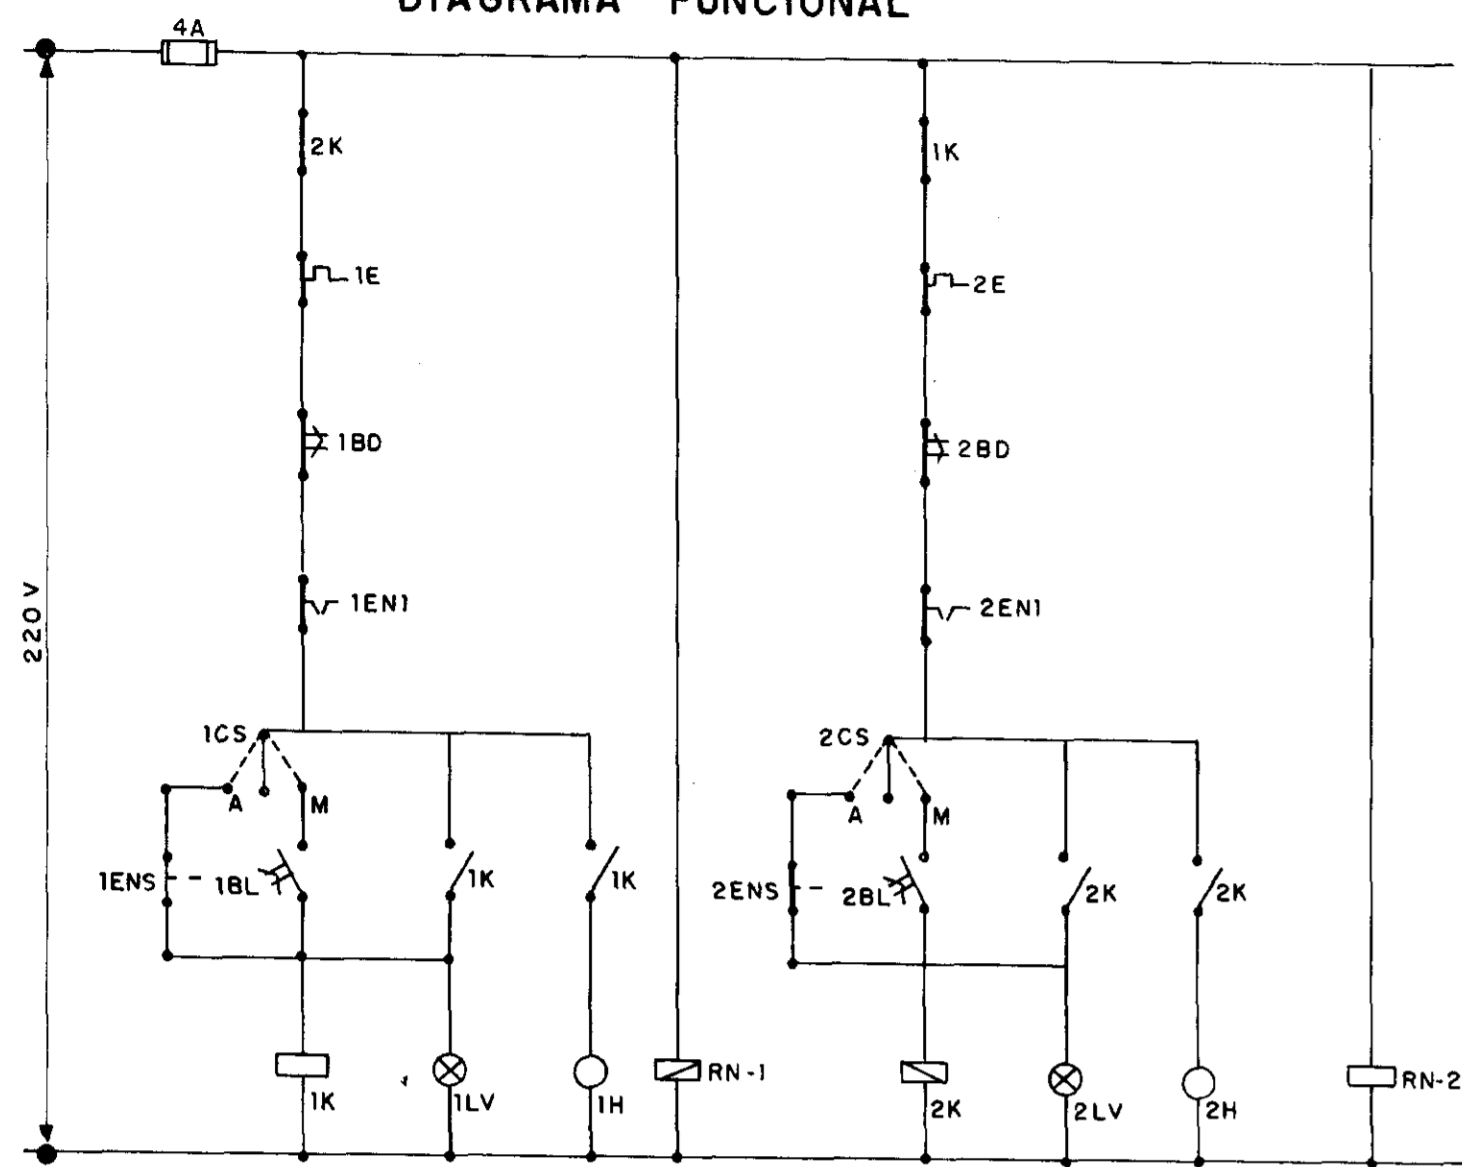 DIAGRAMA FUNCIONAL
4A
2K
1K
1E
2E
1BD
2BD
220V
1EN1
2EN1
1CS
2CS
A
M
A
M
1ENS
1BL
1K
1K
2ENS
2BL
2K
2K
1K
1LV
1H
RN-1
2K
2LV
2H
RN-2